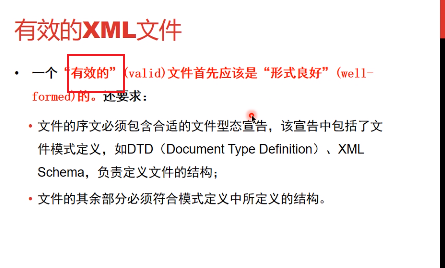 有效的XML文件
• 一个“有效的”(valid)文件首先应该是“形式良好”(well-
formed)的。还要求：
• 文件的序文必须包含合适的文件型态宣告，该宣告中包括了文
件模式定义，如DTD（Document Type Definition）、XML
Schema，负责定义文件的结构；
• 文件的其余部分必须符合模式定义中所定义的结构。